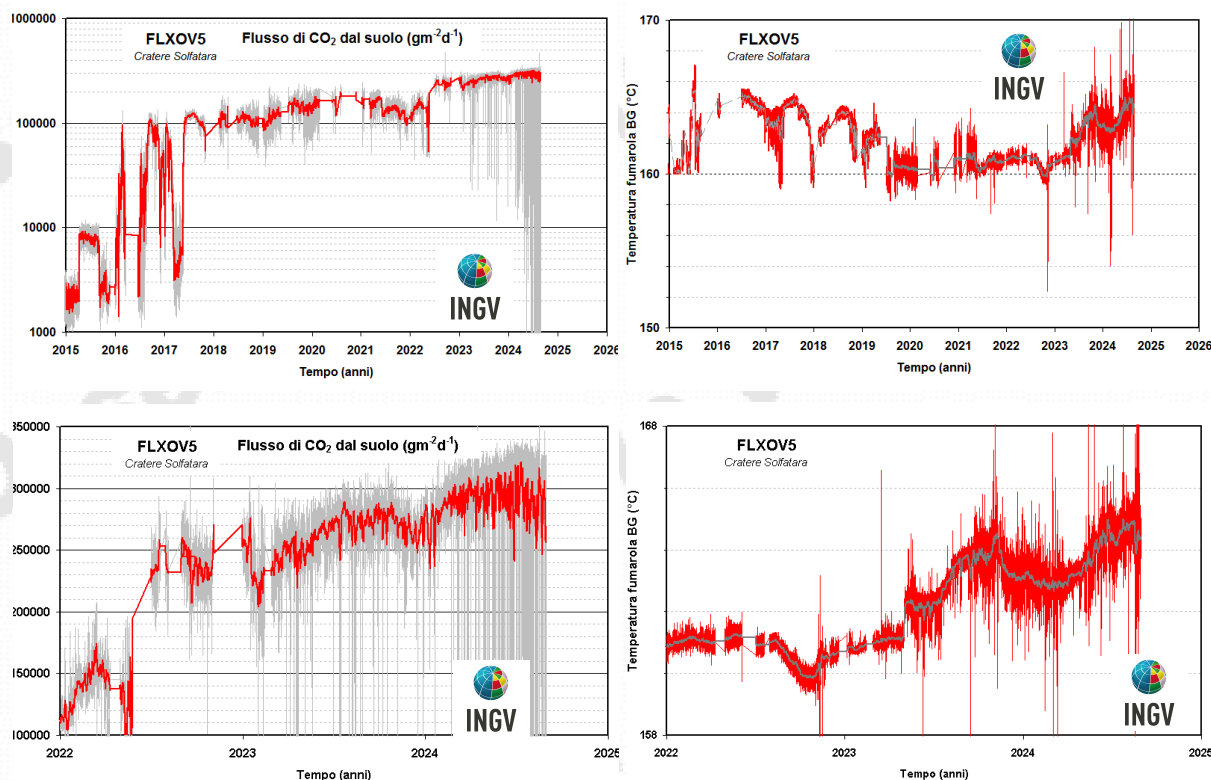 FLXOV5 Flusso di CO₂ dal suolo (gm⁻²d⁻¹)
Cratere Solfatara
1000000
100000
10000
1000
INGV
2015 2016 2017 2018 2019 2020 2021 2022 2023 2024 2025 2026
Tempo (anni)
FLXOV5
Cratere Solfatara
INGV
Temperatura fumarola BG (°C)
170
160
150
2015 2016 2017 2018 2019 2020 2021 2022 2023 2024 2025 2026
Tempo (anni)
FLXOV5 Flusso di CO₂ dal suolo (gm⁻²d⁻¹)
Cratere Solfatara
350000
300000
250000
200000
150000
100000
INGV
2022 2023 2024 2025
Tempo (anni)
FLXOV5
Cratere Solfatara
Temperatura fumarola BG (°C)
168
158
INGV
2022 2023 2024 2025
Tempo (anni)